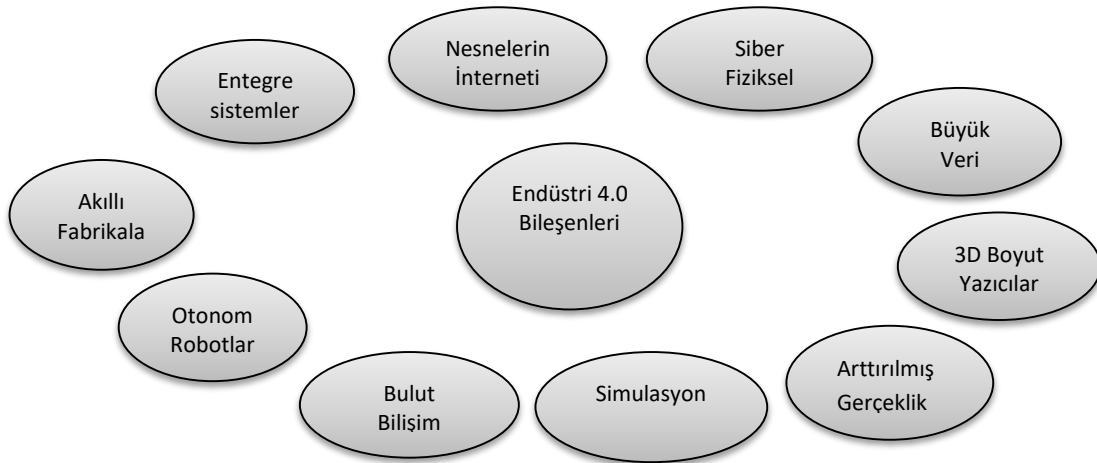 Nesnelerin
İnterneti
Siber
Fiziksel
Entegre
sistemler
Büyük
Veri
Akıllı
Fabrikala
Endüstri 4.0
Bileşenleri
3D Boyut
Yazıcılar
Otonom
Robotlar
Bulut
Bilişim
Simulasyon
Arttırılmış
Gerçeklik